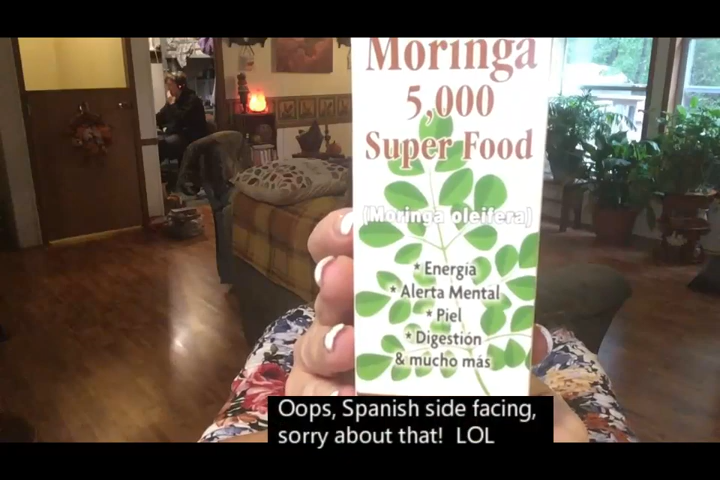 Moringa
5,000
Super Food
(Moringa oleifera)
* Energía
* Alerta Mental
* Piel
* Digestión
& mucho más
Oops, Spanish side facing,
sorry about that!  LOL